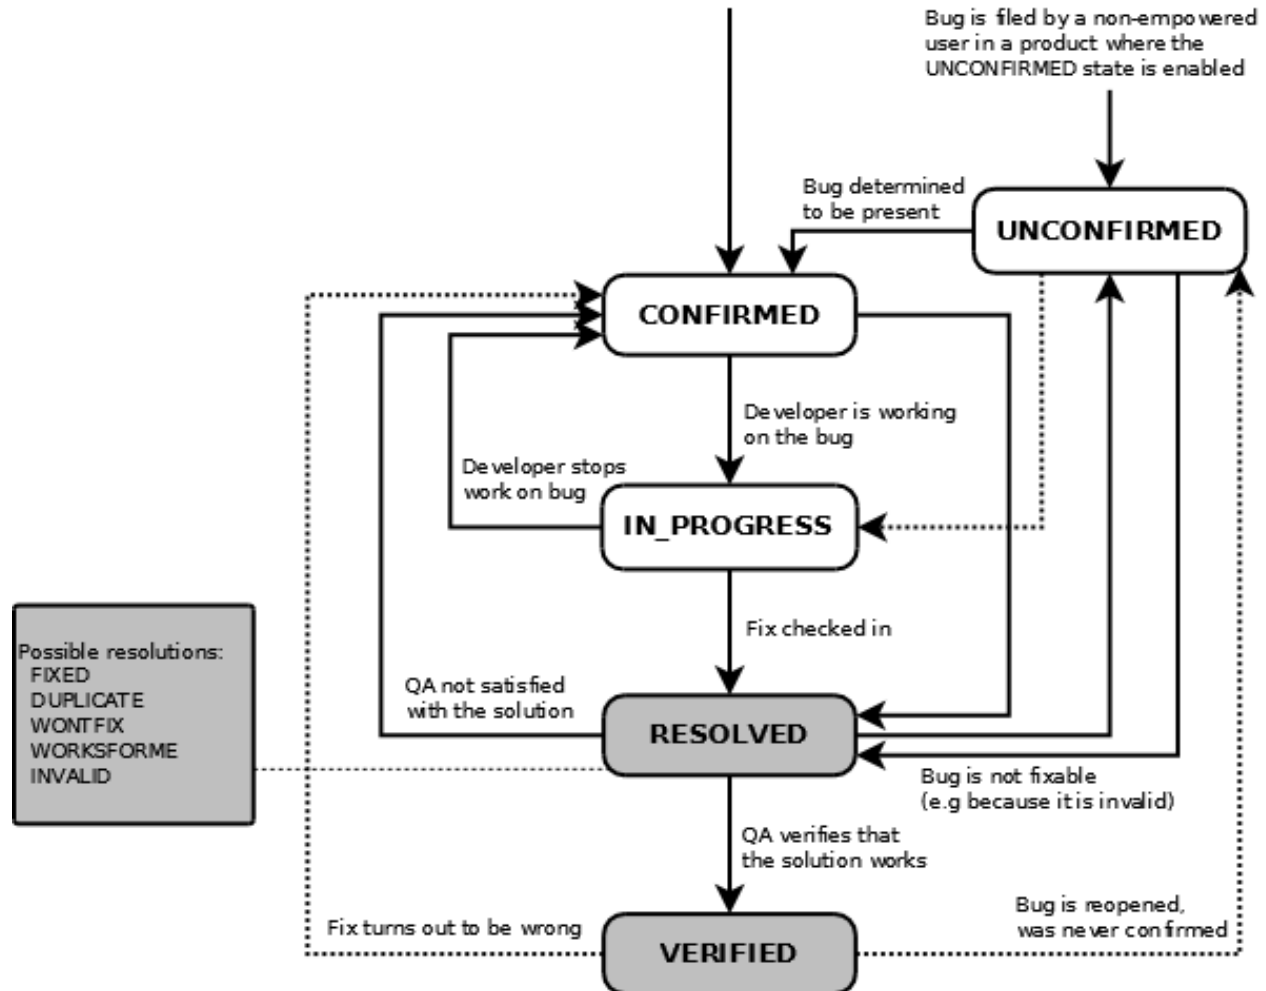 Bug is filed by a non-empowered
user in a product where the
UNCONFIRMED state is enabled
Bug determined
to be present
UNCONFIRMED
CONFIRMED
Developer is working
on the bug
Developer stops
work on bug
IN_PROGRESS
Possible resolutions:
FIXED
DUPLICATE
WONTFIX
WORKSFORME
INVALID
Fix checked in
QA not satisfied
with the solution
RESOLVED
Bug is not fixable
(e.g because it is invalid)
QA verifies that
the solution works
Fix turns out to be wrong
VERIFIED
Bug is reopened,
was never confirmed